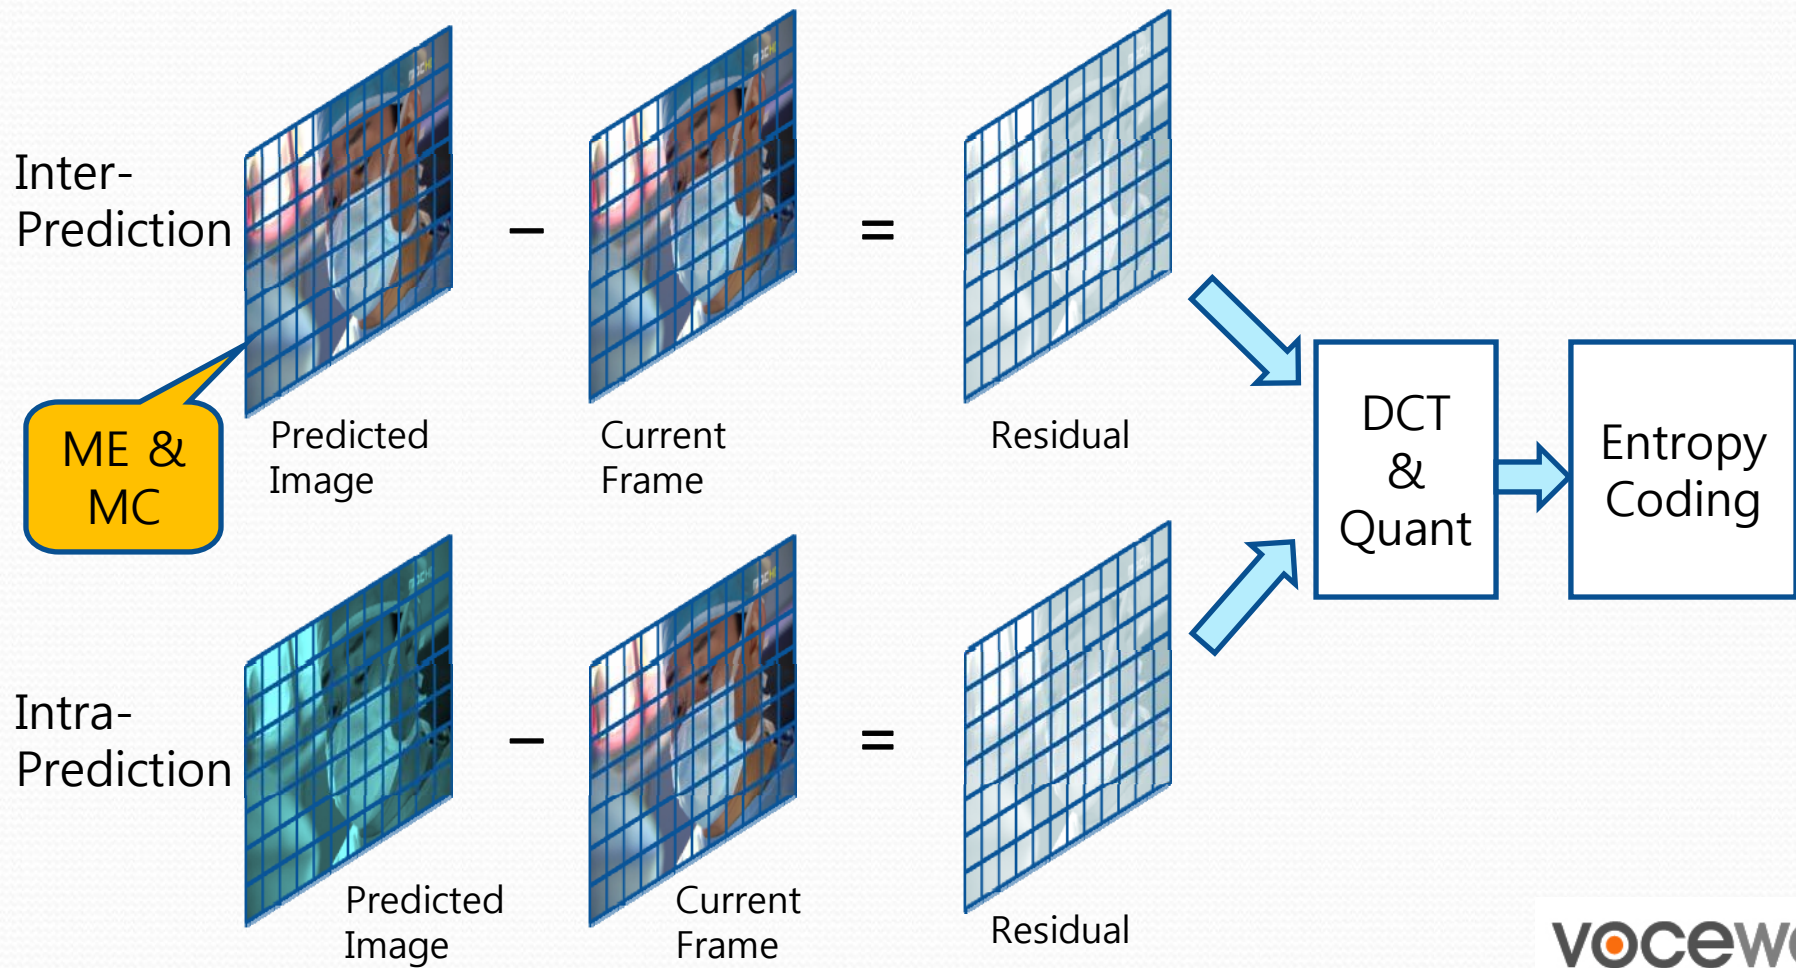 Inter-
Prediction
–
=
ME &
MC
Predicted
Image
Current
Frame
Residual
DCT
&
Quant
Entropy
Coding
Intra-
Prediction
–
=
Predicted
Image
Current
Frame
Residual
vocewo